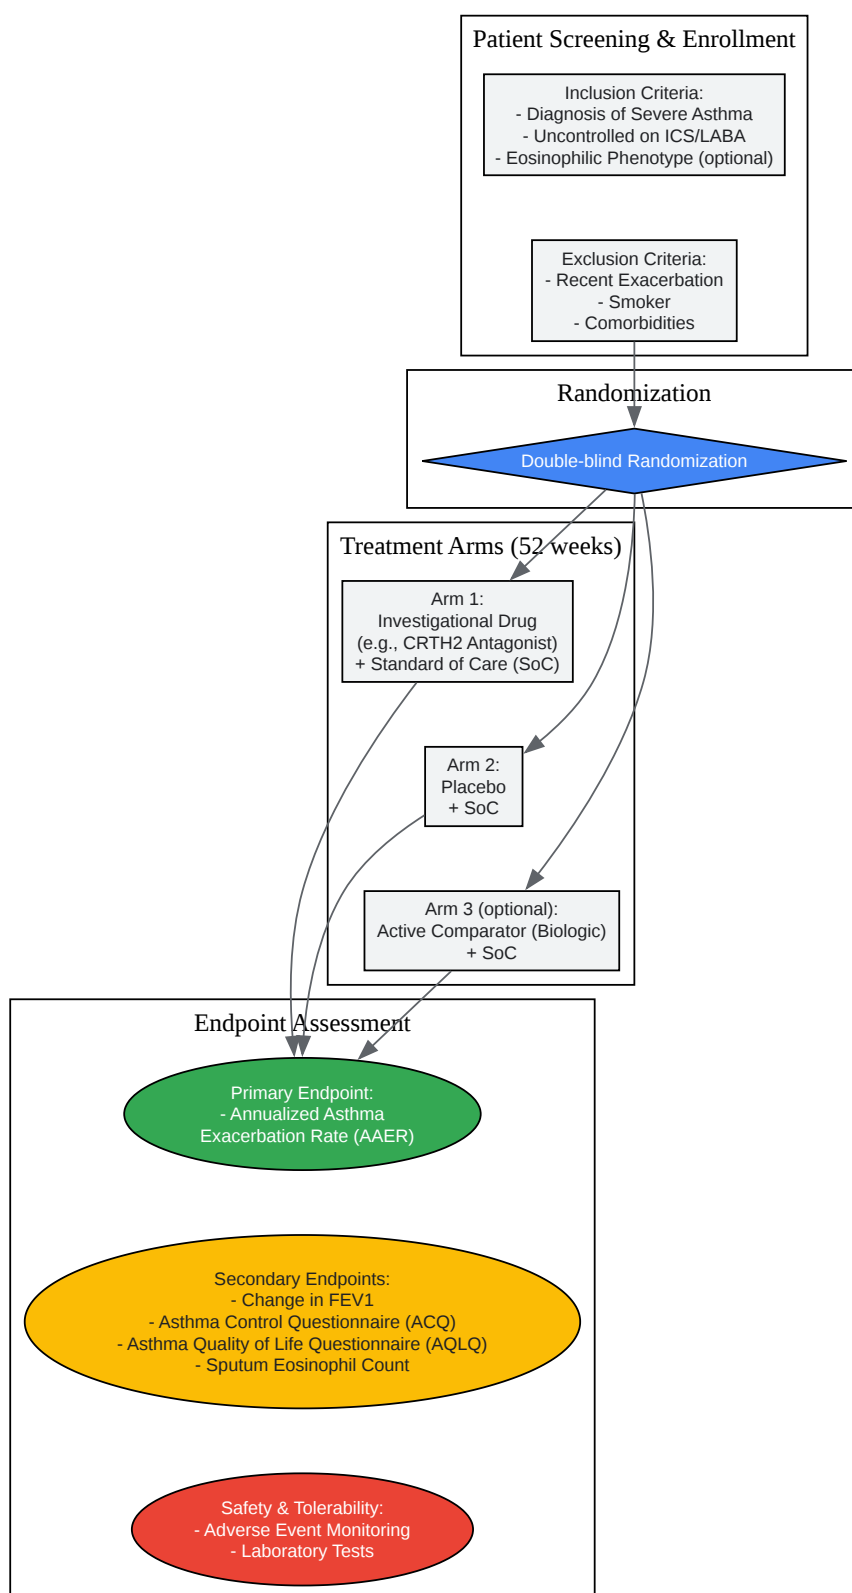 Patient Screening & Enrollment
Inclusion Criteria:
- Diagnosis of Severe Asthma
- Uncontrolled on ICS/LABA
- Eosinophilic Phenotype (optional)
Exclusion Criteria:
- Recent Exacerbation
- Smoker
- Comorbidities
Randomization
Double-blind Randomization
Treatment Arms (52 weeks)
Arm 1:
Investigational Drug
(e.g., CRTH2 Antagonist)
+ Standard of Care (SoC)
Arm 2:
Placebo
+ SoC
Arm 3 (optional):
Active Comparator (Biologic)
+ SoC
Endpoint Assessment
Primary Endpoint:
- Annualized Asthma
Exacerbation Rate (AAER)
Secondary Endpoints:
- Change in FEV1
- Asthma Control Questionnaire (ACQ)
- Asthma Quality of Life Questionnaire (AQLQ)
- Sputum Eosinophil Count
Safety & Tolerability:
- Adverse Event Monitoring
- Laboratory Tests